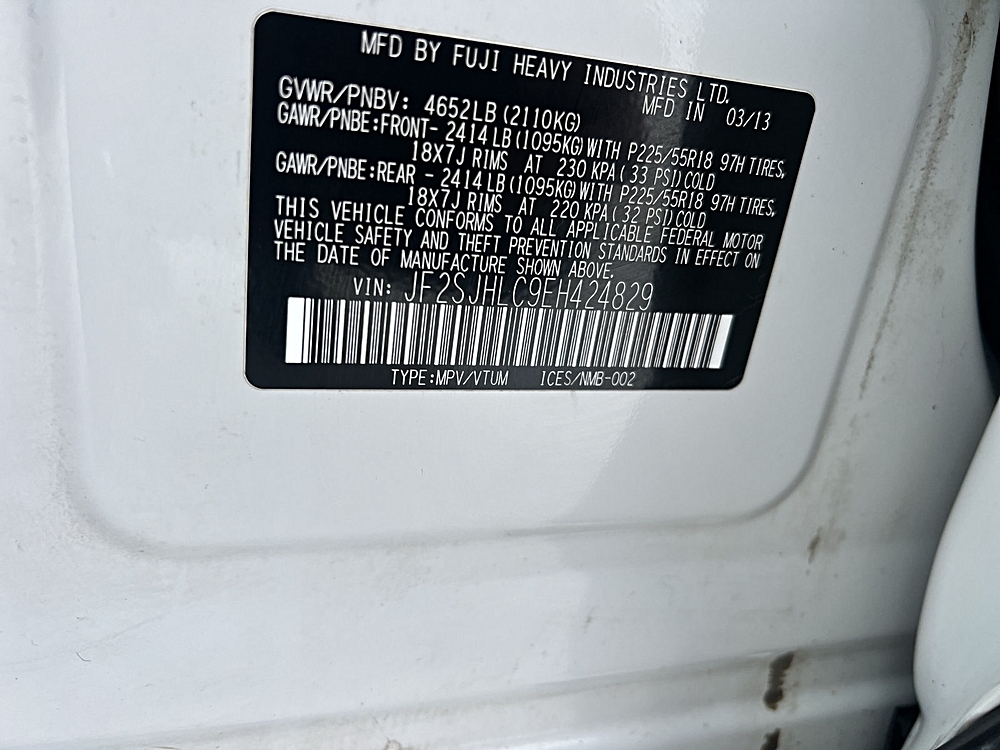 MFD BY FUJI HEAVY INDUSTRIES LTD.
MFD IN 03/13
GVWR/PNBV: 4652LB(2110KG)
GAWR/PNBE:FRONT- 2414LB(1095KG)WITH P225/55R18 97H TIRES,
18X7J RIMS AT 230 KPA( 33 PSI)COLD
GAWR/PNBE:REAR - 2414LB(1095KG)WITH P225/55R18 97H TIRES,
18X7J RIMS AT 220 KPA( 32 PSI)COLD
THIS VEHICLE CONFORMS TO ALL APPLICABLE FEDERAL MOTOR
VEHICLE SAFETY AND THEFT PREVENTION STANDARDS IN EFFECT ON
THE DATE OF MANUFACTURE SHOWN ABOVE.
VIN: JF2SJHLC9EH424829
TYPE:MPV/VTUM ICES/NMB-002